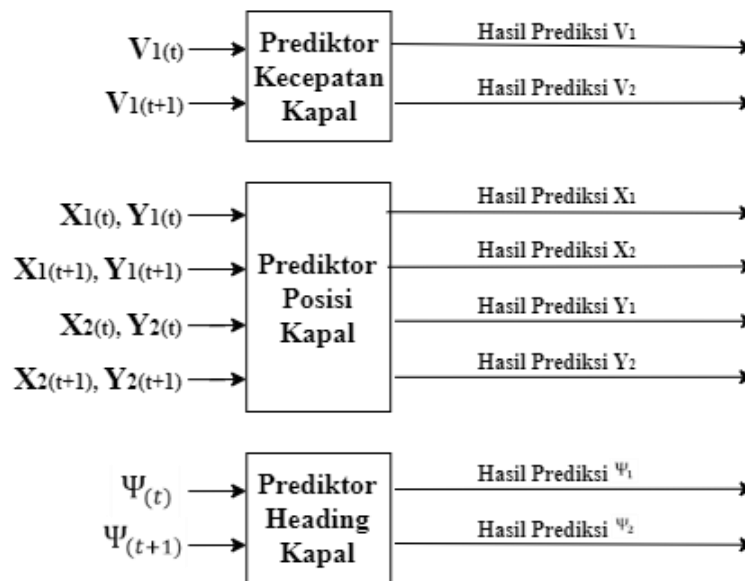 V1(t)
V1(t+1)
Prediktor
Kecepatan
Kapal
Hasil Prediksi V1
Hasil Prediksi V2
X1(t), Y1(t)
X1(t+1), Y1(t+1)
X2(t), Y2(t)
X2(t+1), Y2(t+1)
Prediktor
Posisi
Kapal
Hasil Prediksi X1
Hasil Prediksi X2
Hasil Prediksi Y1
Hasil Prediksi Y2
Ψ(t)
Ψ(t+1)
Prediktor
Heading
Kapal
Hasil Prediksi Ψ1
Hasil Prediksi Ψ2